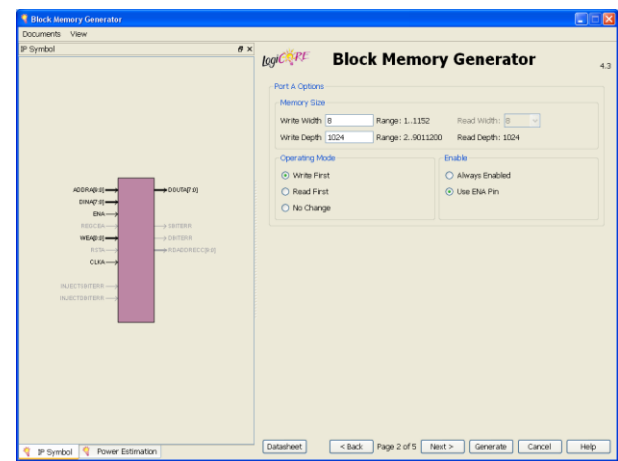 Block Memory Generator
Documents View
IP Symbol
logiCORE
Block Memory Generator
4.3
Port A Options
Memory Size
Write Width 8 Range: 1..1152 Read Width: 8
Write Depth 1024 Range: 2..9011200 Read Depth: 1024
Operating Mode
Write First
Read First
No Change
Enable
Always Enabled
Use ENA Pin
ADDRA[9:0]
DINA[7:0]
ENA
REGCEA
WEA[0:0]
RSTA
CLKA
INJECTSBITERR
INJECTDBITERR
DOUTA[7:0]
SBITERR
DBITERR
RDADDRECC[9:0]
IP Symbol Power Estimation
Datasheet < Back Page 2 of 5 Next > Generate Cancel Help